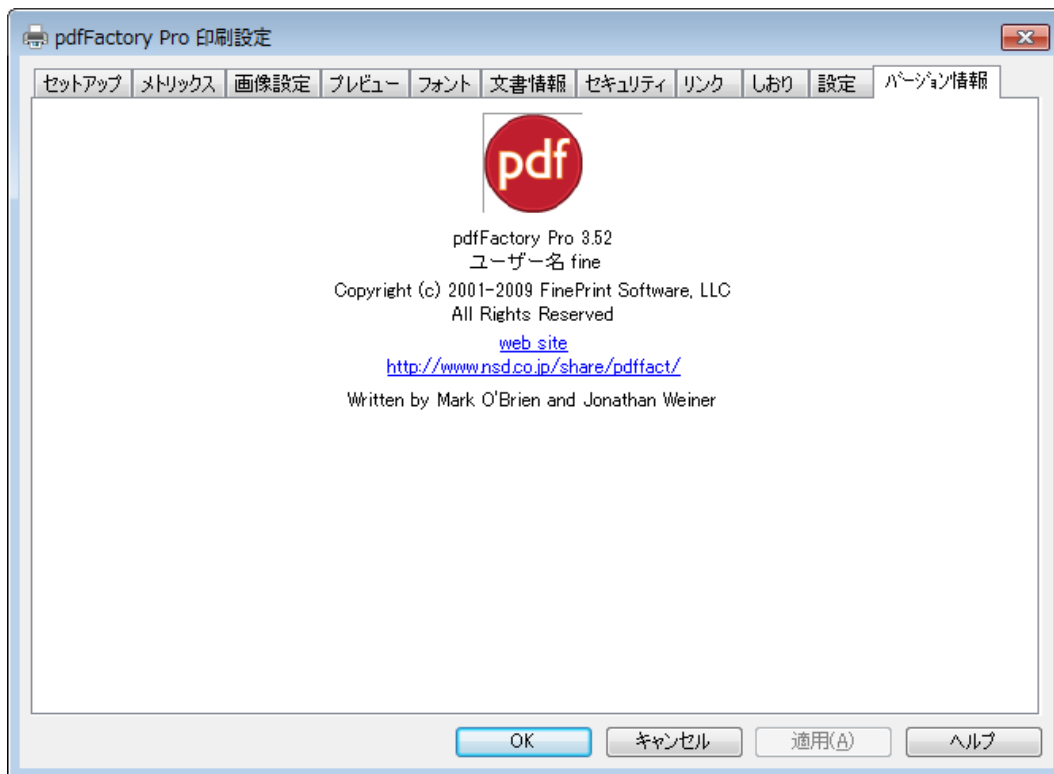 pdfFactory Pro 印刷設定
セットアップ メトリックス 画像設定 プレビュー フォント 文書情報 セキュリティ リンク しおり 設定 バージョン情報
pdf
pdfFactory Pro 3.52
ユーザー名 fine
Copyright (c) 2001-2009 FinePrint Software, LLC
All Rights Reserved
web site
http://www.nsd.co.jp/share/pdffact/
Written by Mark O'Brien and Jonathan Weiner
OK キャンセル 適用(A) ヘルプ